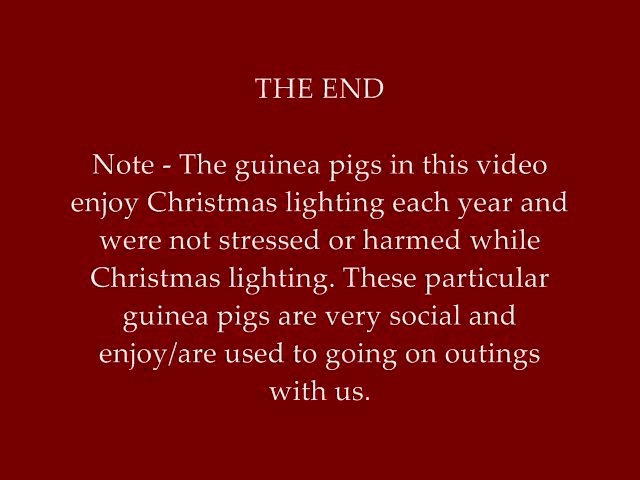 THE END
Note - The guinea pigs in this video
enjoy Christmas lighting each year and
were not stressed or harmed while
Christmas lighting. These particular
guinea pigs are very social and
enjoy/are used to going on outings
with us.